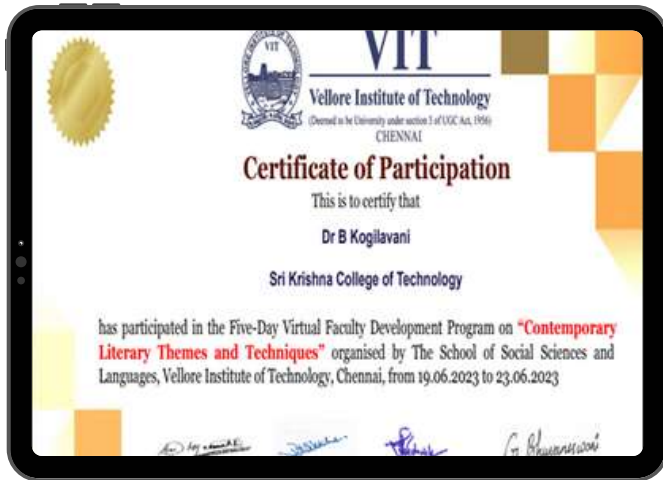 VIT
VIT
Vellore Institute of Technology
(Deemed to be University under section 3 of UGC Act, 1956)
CHENNAI
Certificate of Participation
This is to certify that
Dr B Kogilavani
Sri Krishna College of Technology
has participated in the Five-Day Virtual Faculty Development Program on “Contemporary
Literary Themes and Techniques” organised by The School of Social Sciences and
Languages, Vellore Institute of Technology, Chennai, from 19.06.2023 to 23.06.2023
G. Bhuvaneswari